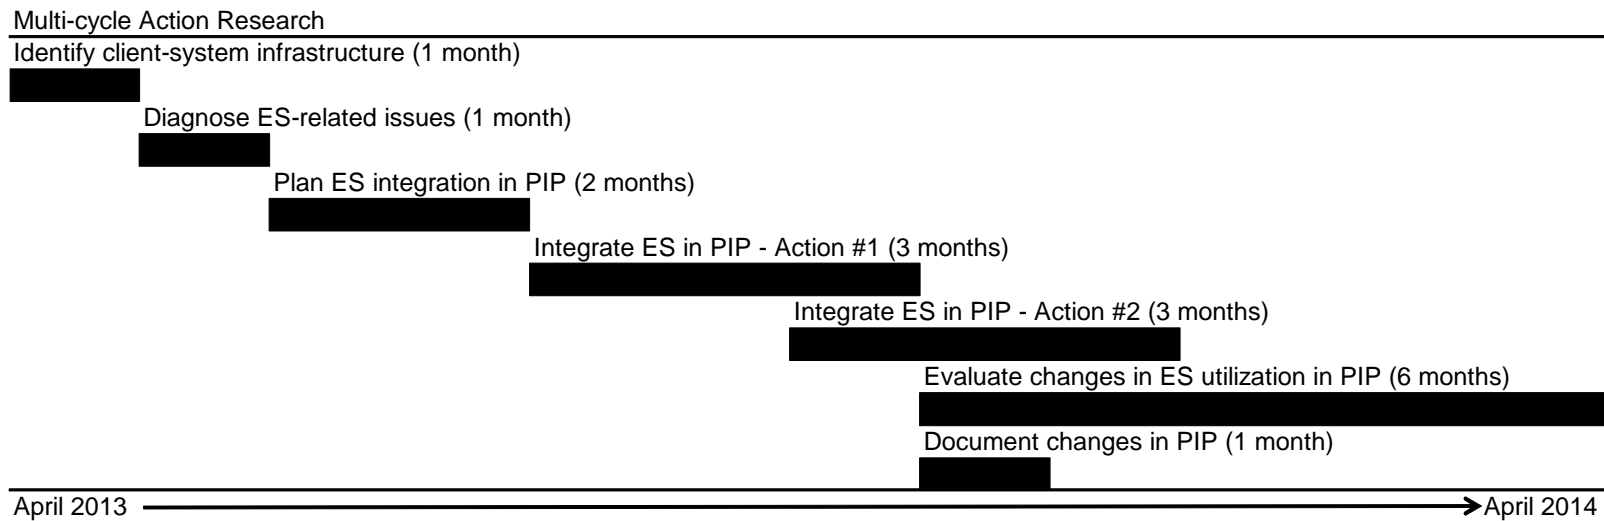 Multi-cycle Action Research
Identify client-system infrastructure (1 month)
Diagnose ES-related issues (1 month)
Plan ES integration in PIP (2 months)
Integrate ES in PIP - Action #1 (3 months)
Integrate ES in PIP - Action #2 (3 months)
Evaluate changes in ES utilization in PIP (6 months)
Document changes in PIP (1 month)
April 2013 April 2014